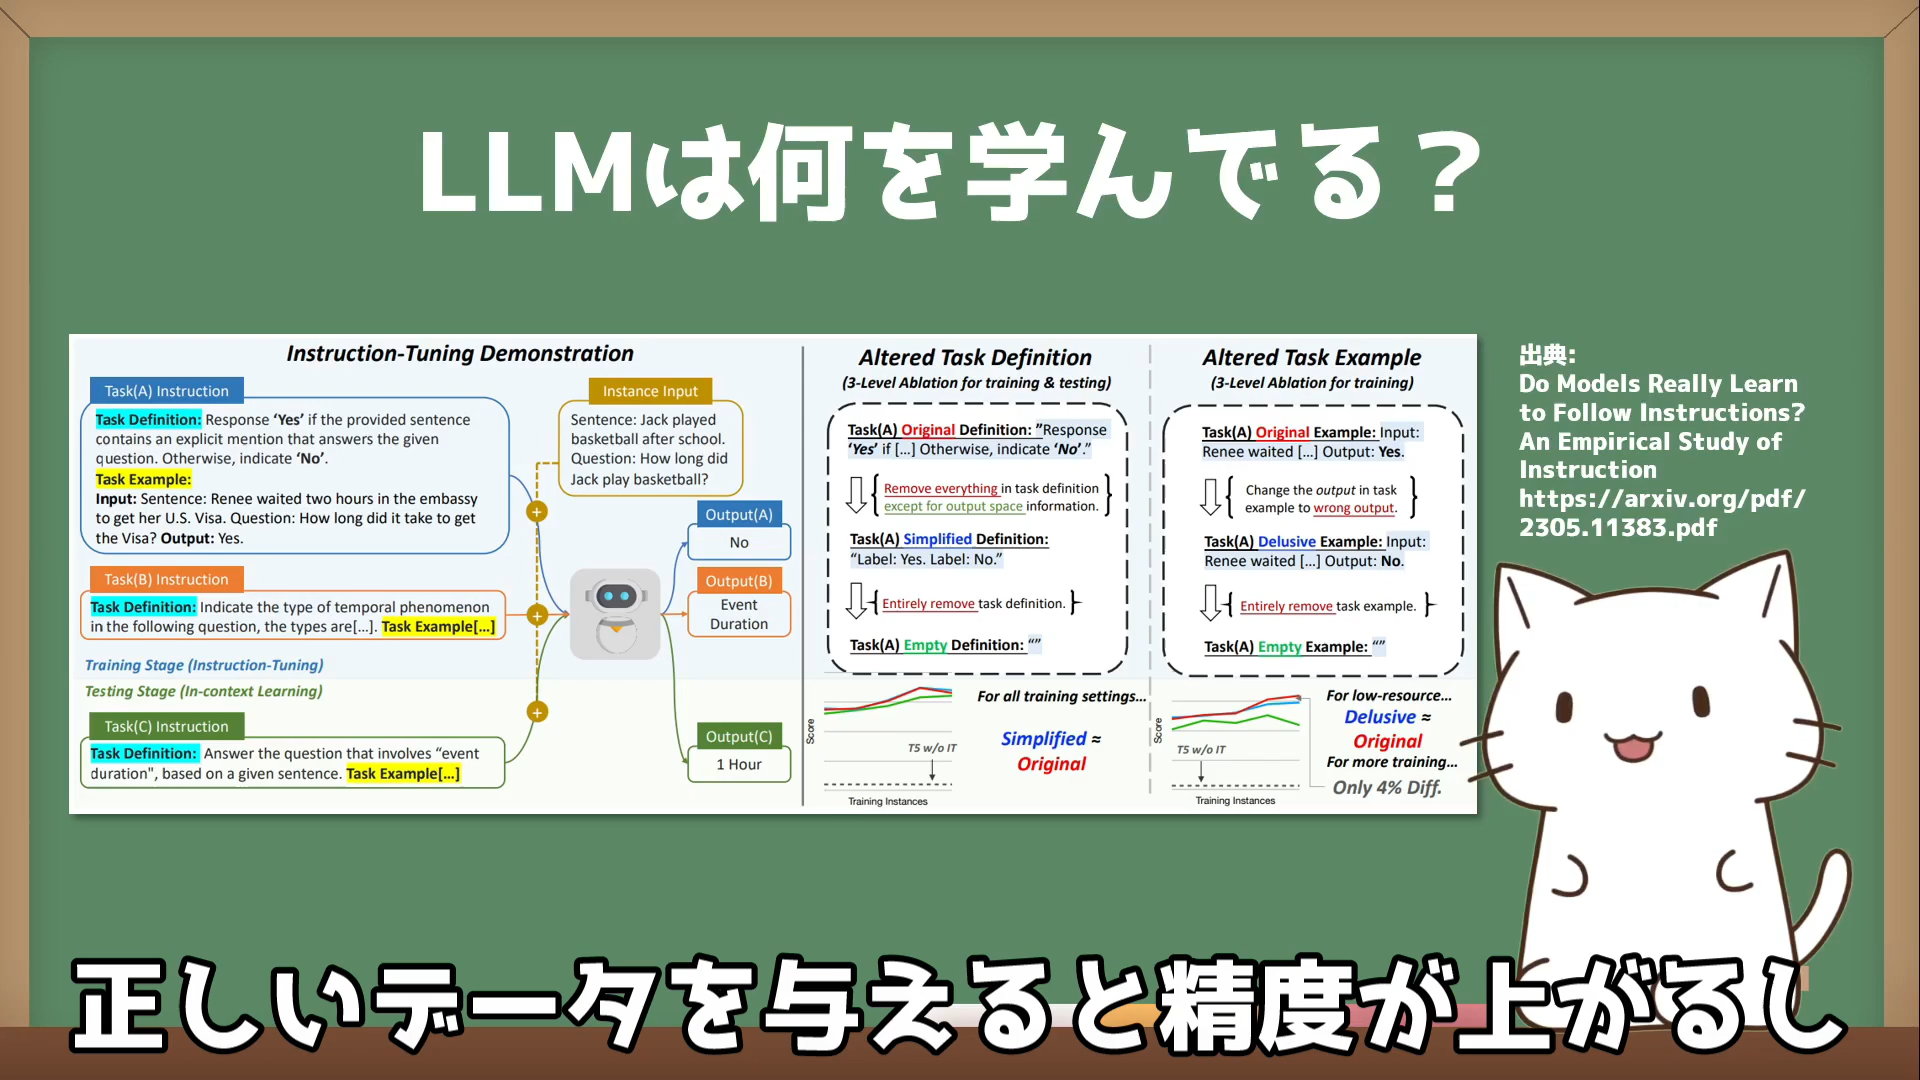 LLMは何を学んでる？
Instruction-Tuning Demonstration
Task(A) Instruction
Task Definition: Response ‘Yes’ if the provided sentence
contains an explicit mention that answers the given
question. Otherwise, indicate ‘No’.
Task Example:
Input: Sentence: Renee waited two hours in the embassy
to get her U.S. Visa. Question: How long did it take to get
the Visa? Output: Yes.
Instance Input
Sentence: Jack played
basketball after school.
Question: How long did
Jack play basketball?
Output(A)
No
Task(B) Instruction
Task Definition: Indicate the type of temporal phenomenon
in the following question, the types are[...]. Task Example[...]
Output(B)
Event
Duration
Training Stage (Instruction-Tuning)
Testing Stage (In-context Learning)
Task(C) Instruction
Task Definition: Answer the question that involves “event
duration", based on a given sentence. Task Example[...]
Output(C)
1 Hour
Altered Task Definition
(3-Level Ablation for training & testing)
Task(A) Original Definition: ”Response
‘Yes’ if [...] Otherwise, indicate ‘No’.”
Remove everything in task definition
except for output space information.
Task(A) Simplified Definition:
“Label: Yes. Label: No.”
Entirely remove task definition.
Task(A) Empty Definition: “”
Score
T5 w/o IT
Training Instances
For all training settings...
Simplified ≈
Original
Altered Task Example
(3-Level Ablation for training)
Task(A) Original Example: Input:
Renee waited [...] Output: Yes.
Change the output in task
example to wrong output.
Task(A) Delusive Example: Input:
Renee waited [...] Output: No.
Entirely remove task example.
Task(A) Empty Example: “”
Score
T5 w/o IT
Training Instances
For low-resource...
Delusive ≈
Original
For more training...
Only 4% Diff.
出典:
Do Models Really Learn
to Follow Instructions?
An Empirical Study of
Instruction
https://arxiv.org/pdf/
2305.11383.pdf
正しいデータを与えると精度が上がるし